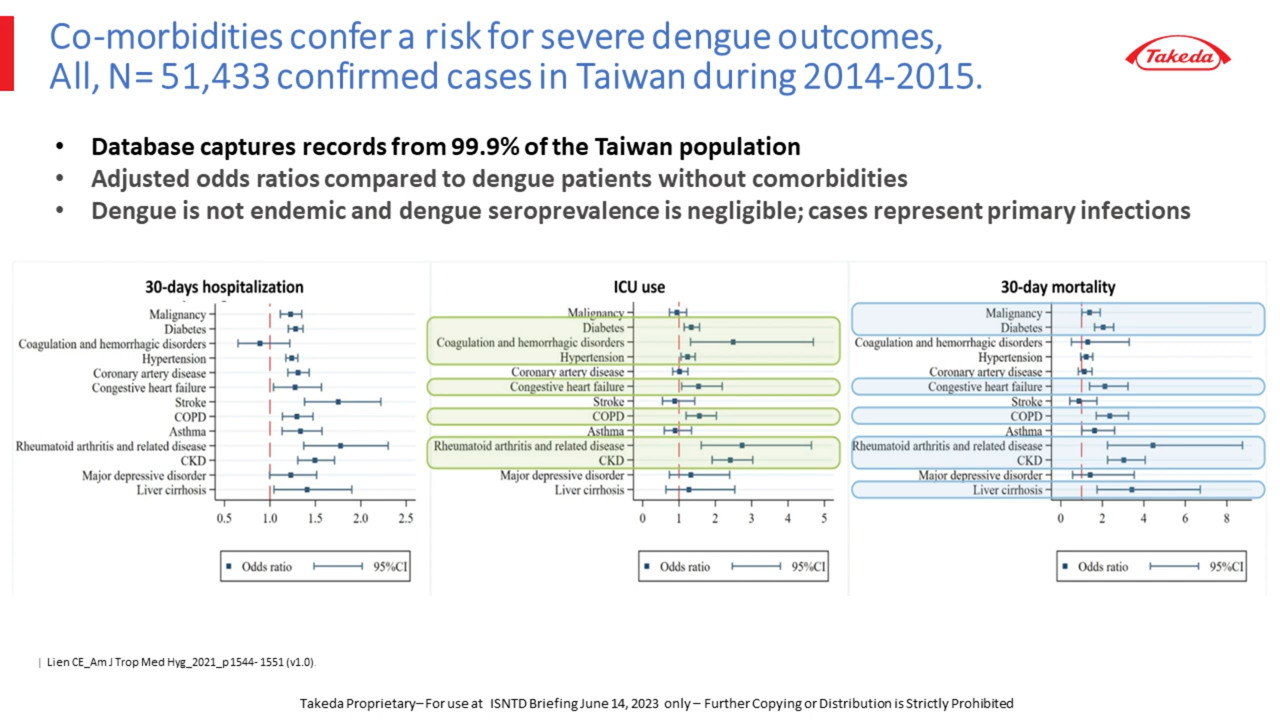 Co-morbidities confer a risk for severe dengue outcomes,
All, N= 51,433 confirmed cases in Taiwan during 2014-2015.
Takeda
• Database captures records from 99.9% of the Taiwan population
• Adjusted odds ratios compared to dengue patients without comorbidities
• Dengue is not endemic and dengue seroprevalence is negligible; cases represent primary infections
30-days hospitalization
Malignancy
Diabetes
Coagulation and hemorrhagic disorders
Hypertension
Coronary artery disease
Congestive heart failure
Stroke
COPD
Asthma
Rheumatoid arthritis and related disease
CKD
Major depressive disorder
Liver cirrhosis
0.5 1.0 1.5 2.0 2.5
Odds ratio 95%CI
ICU use
Malignancy
Diabetes
Coagulation and hemorrhagic disorders
Hypertension
Coronary artery disease
Congestive heart failure
Stroke
COPD
Asthma
Rheumatoid arthritis and related disease
CKD
Major depressive disorder
Liver cirrhosis
0 1 2 3 4 5
Odds ratio 95%CI
30-day mortality
Malignancy
Diabetes
Coagulation and hemorrhagic disorders
Hypertension
Coronary artery disease
Congestive heart failure
Stroke
COPD
Asthma
Rheumatoid arthritis and related disease
CKD
Major depressive disorder
Liver cirrhosis
0 2 4 6 8
Odds ratio 95%CI
| Lien CE_Am J Trop Med Hyg_2021_p1544- 1551 (v1.0).
Takeda Proprietary– For use at ISNTD Briefing June 14, 2023 only – Further Copying or Distribution is Strictly Prohibited